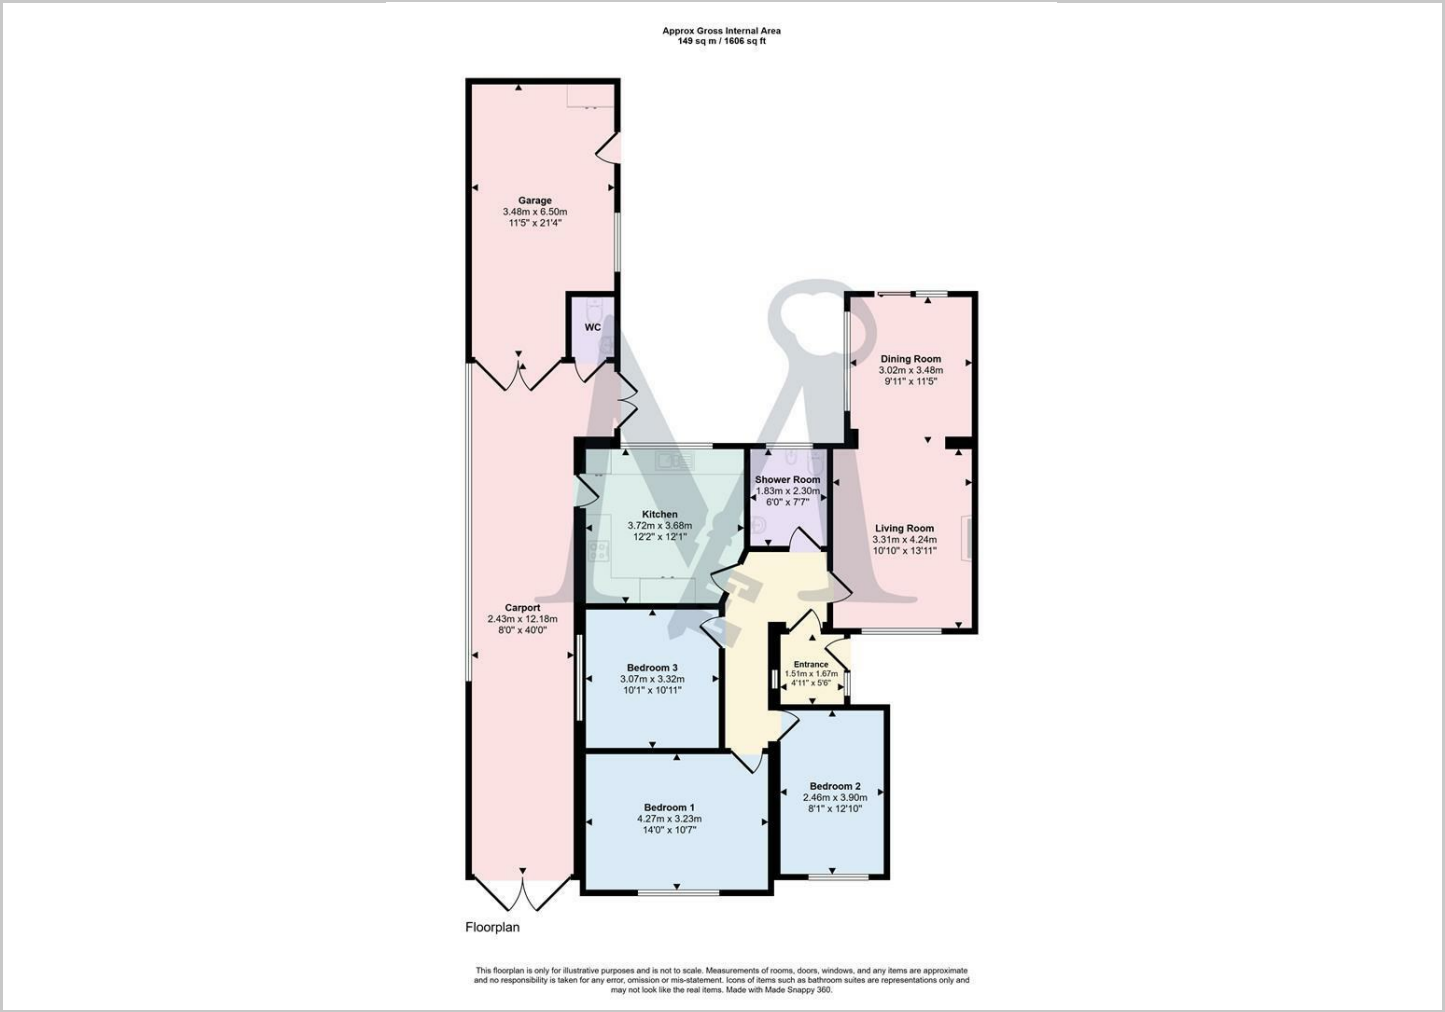 Approx Gross Internal Area
149 sq m / 1606 sq ft
Garage
3.48m x 6.50m
11'5" x 21'4"
WC
Dining Room
3.02m x 3.48m
9'11" x 11'5"
Shower Room
1.83m x 2.30m
6'0" x 7'7"
Kitchen
3.72m x 3.68m
12'2" x 12'1"
Living Room
3.31m x 4.24m
10'10" x 13'11"
Carport
2.43m x 12.18m
8'0" x 40'0"
Bedroom 3
3.07m x 3.32m
10'1" x 10'11"
Entrance
1.51m x 1.67m
4'11" x 5'6"
Bedroom 2
2.46m x 3.90m
8'1" x 12'10"
Bedroom 1
4.27m x 3.23m
14'0" x 10'7"
Floorplan
This floorplan is only for illustrative purposes and is not to scale. Measurements of rooms, doors, windows, and any items are approximate
and no responsibility is taken for any error, omission or mis-statement. Icons of items such as bathroom suites are representations only and
may not look like the real items. Made with Made Snappy 360.